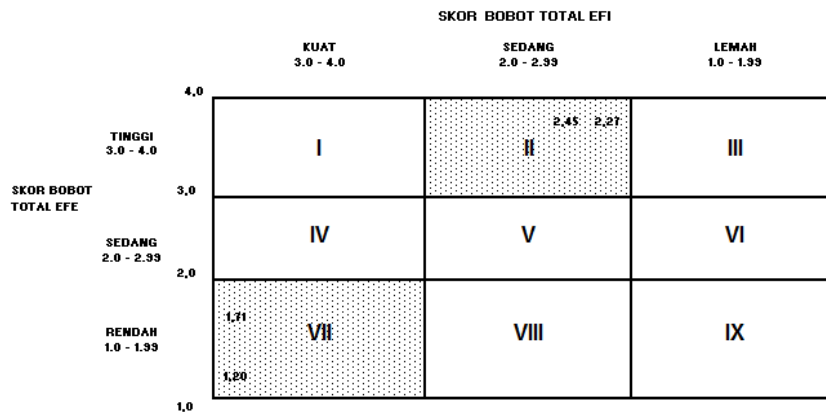 SKOR BOBOT TOTAL EFI
KUAT
3.0 - 4.0
SEDANG
2.0 - 2.99
LEMAH
1.0 - 1.99
4,0
TINGGI
3.0 - 4.0
I
2,45 2,27
II
III
SKOR BOBOT
TOTAL EFE
3,0
SEDANG
2.0 - 2.99
IV
V
VI
2,0
RENDAH
1.0 - 1.99
1,71
VII
1,20
VIII
IX
1,0